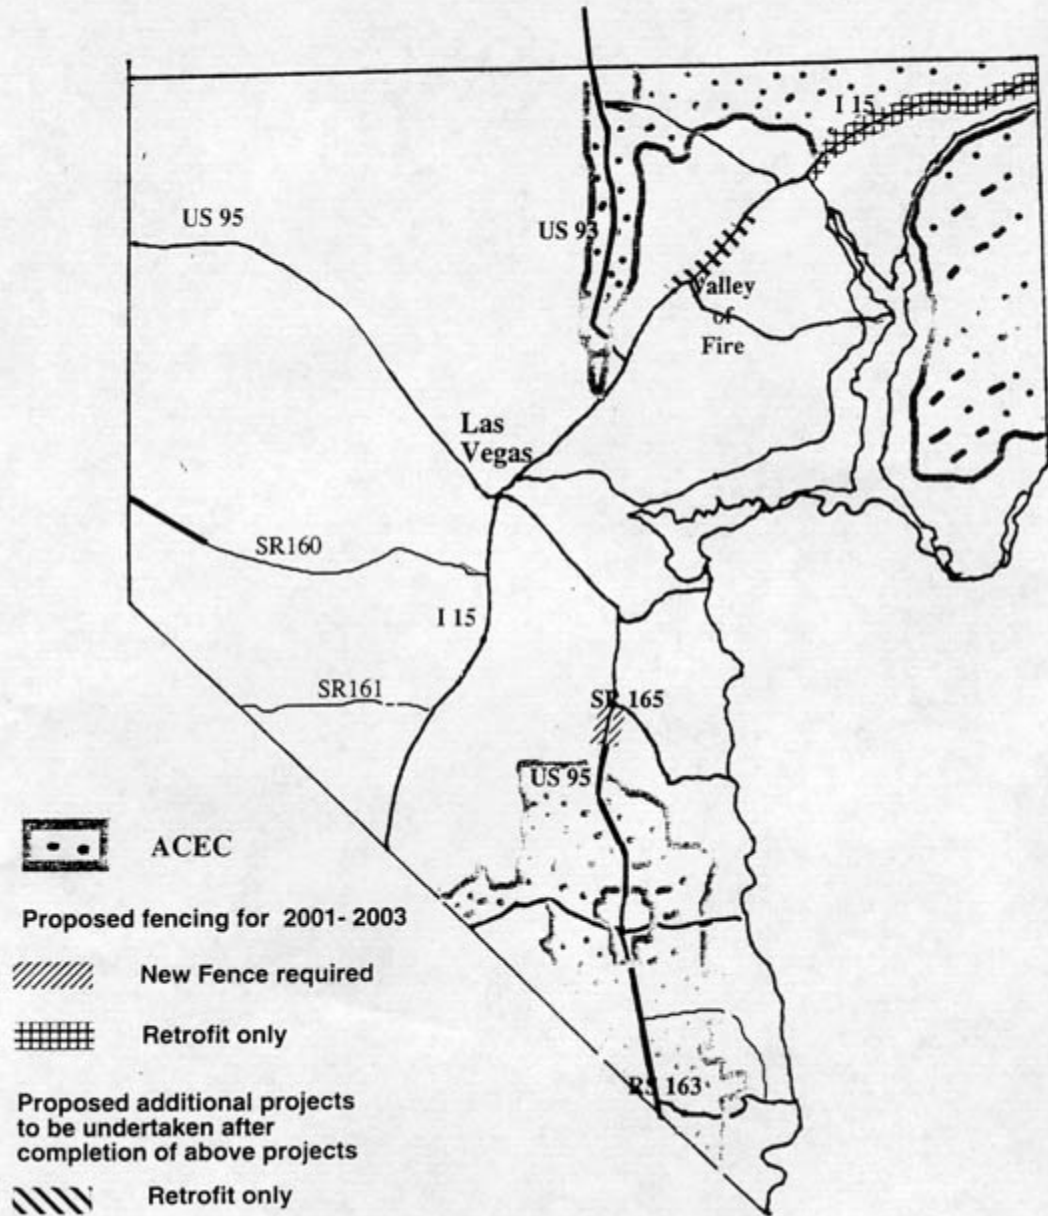 I 15
US 95
US 93
Valley
of
Fire
Las
Vegas
SR160
I 15
SR161
SR 165
US 95
ACEC
Proposed fencing for 2001- 2003
New Fence required
Retrofit only
RS 163
Proposed additional projects
to be undertaken after
completion of above projects
Retrofit only